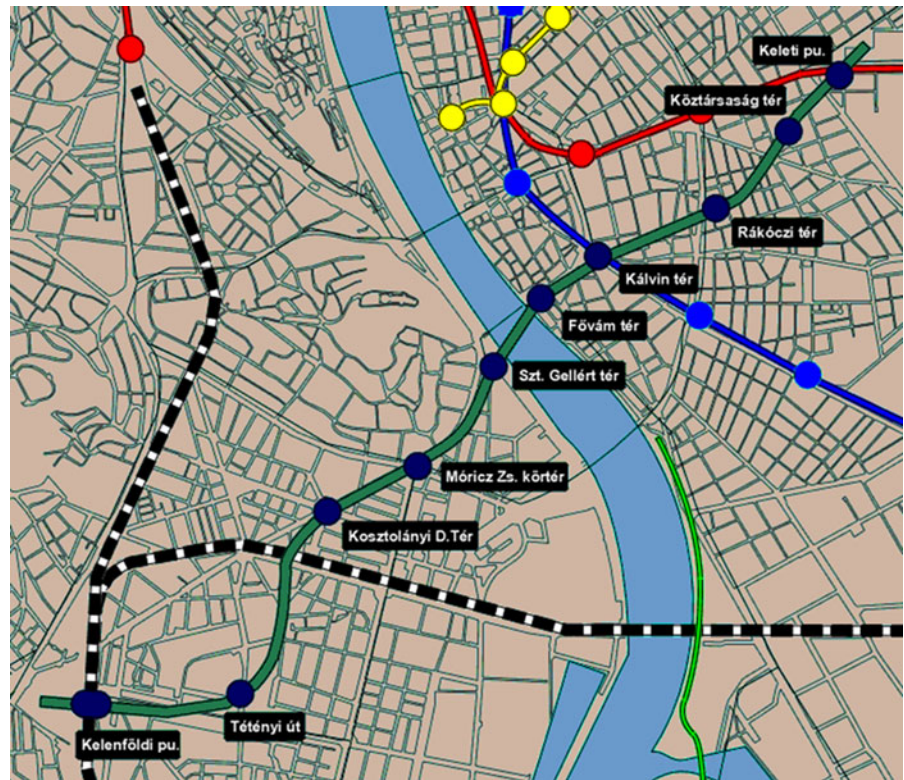 Keleti pu.
Köztársaság tér
Rákóczi tér
Kálvin tér
Fővám tér
Szt. Gellért tér
Móricz Zs. körtér
Kosztolányi D.Tér
Tétényi út
Kelenföldi pu.